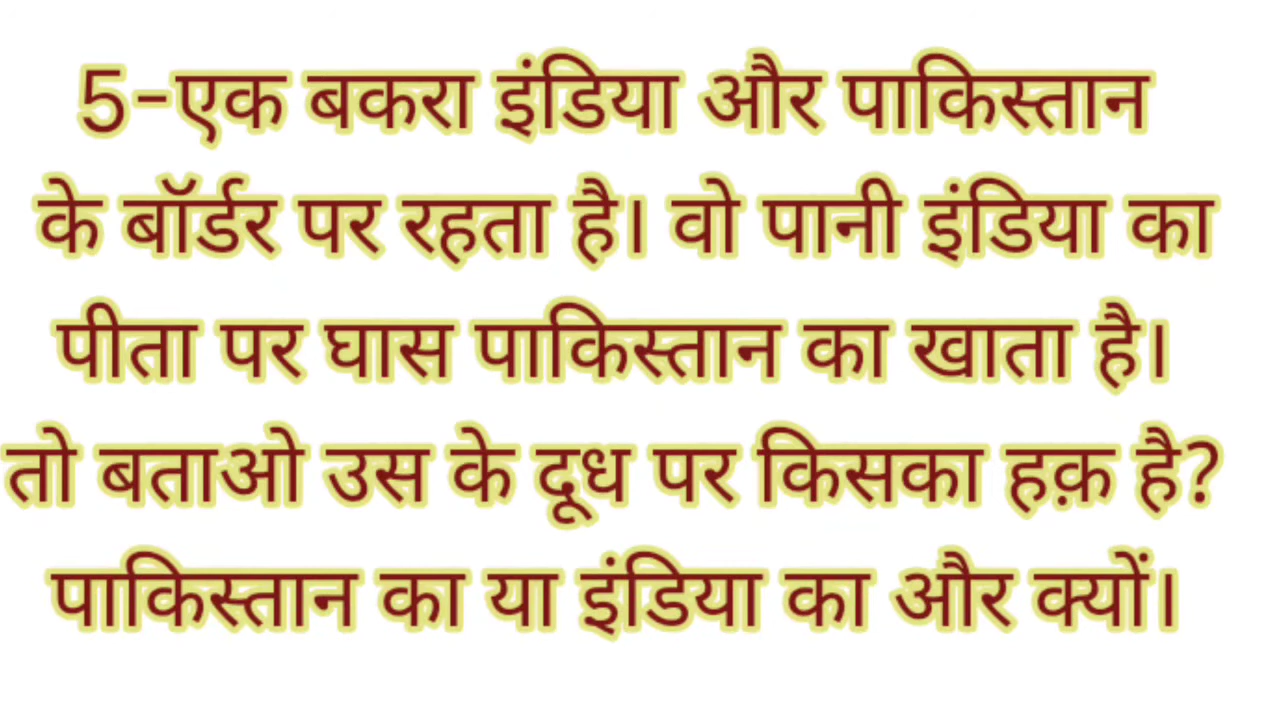 5-एक बकरा इंडिया और पाकिस्तान
के बॉर्डर पर रहता है। वो पानी इंडिया का
पीता पर घास पाकिस्तान का खाता है।
तो बताओ उस के दूध पर किसका हक़ है?
पाकिस्तान का या इंडिया का और क्यों।